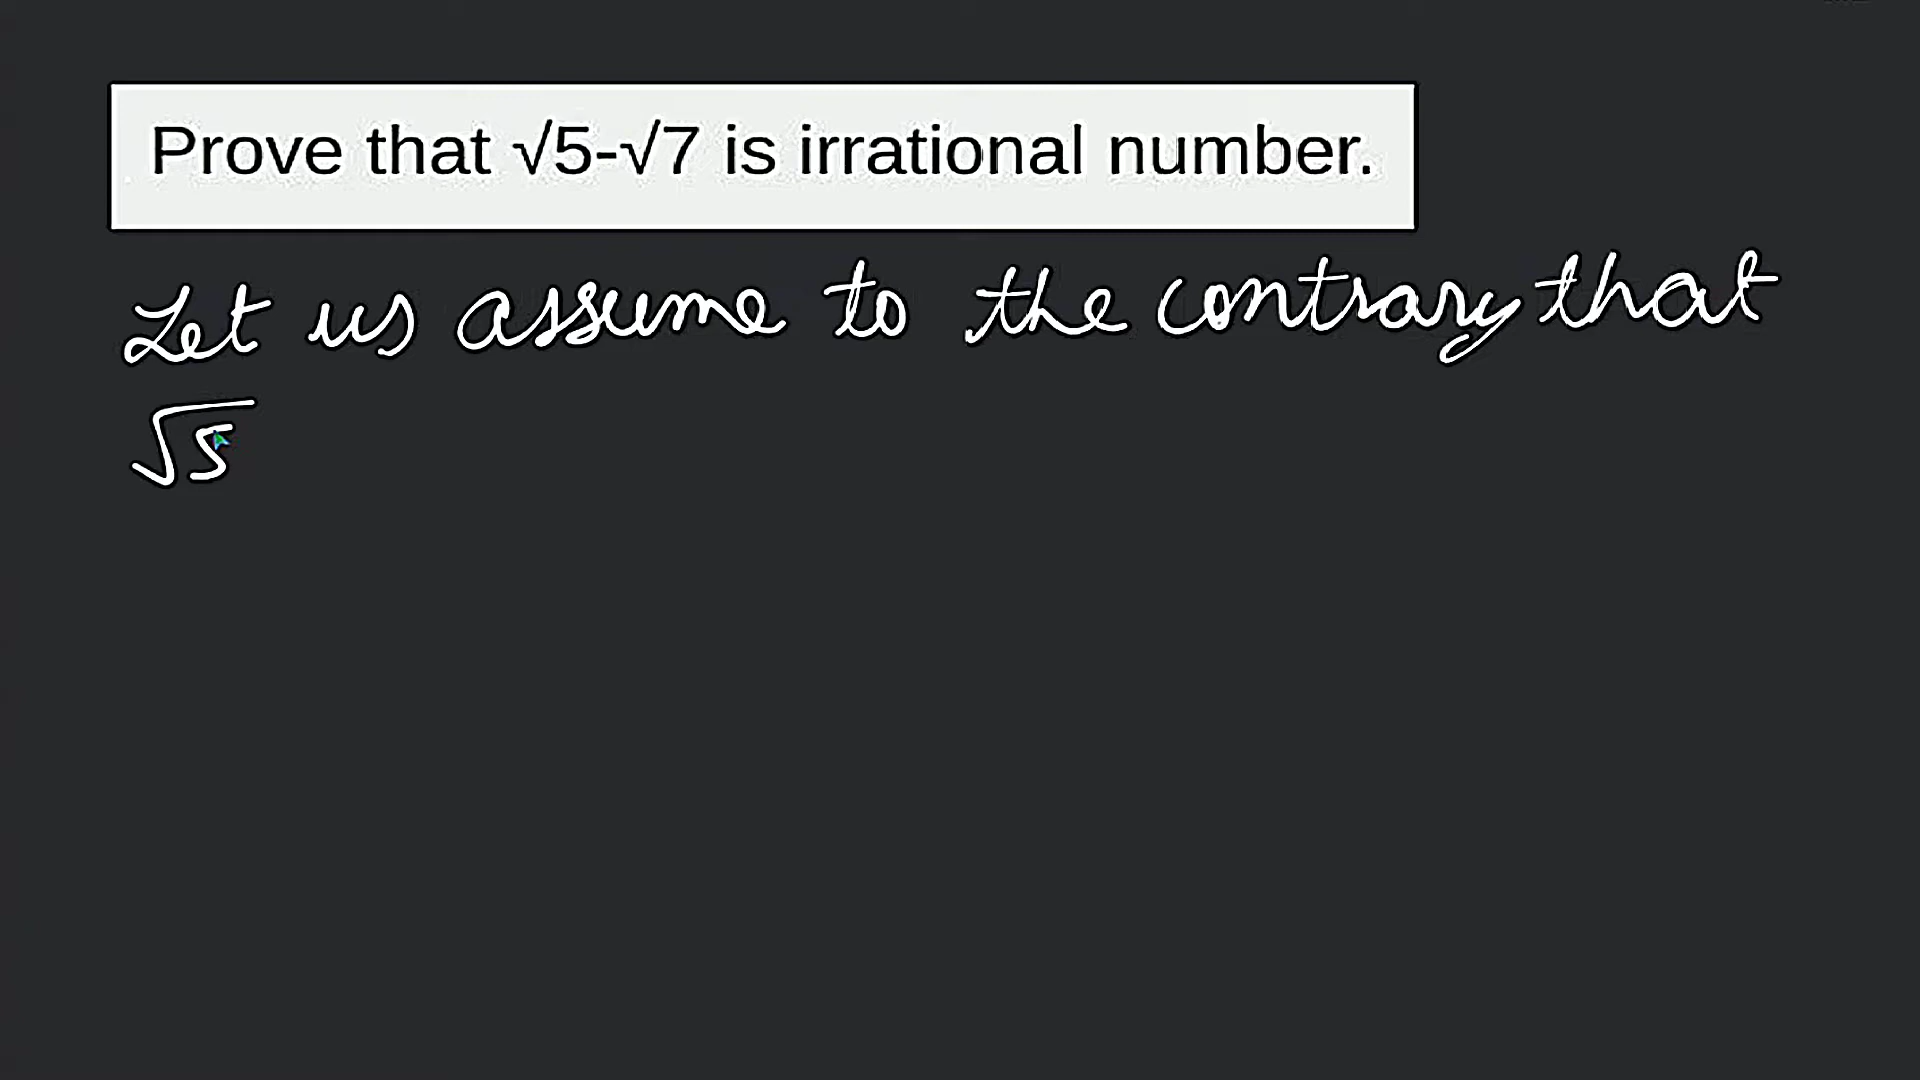 Prove that √5-√7 is irrational number.
Let us assume to the contrary that
√5